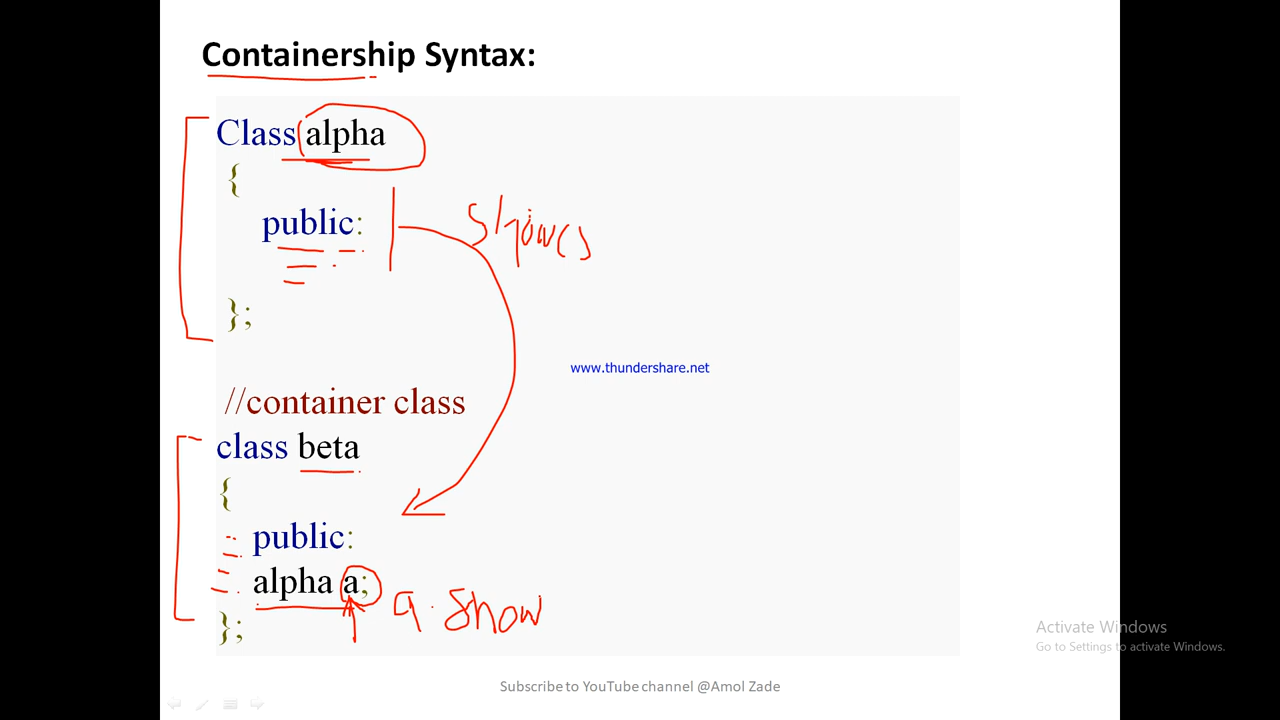 Containership Syntax:
Class alpha
{
public:
show()
};
www.thundershare.net
//container class
class beta
{
public:
alpha a;
a.show
};
Activate Windows
Go to Settings to activate Windows.
Subscribe to YouTube channel @Amol Zade